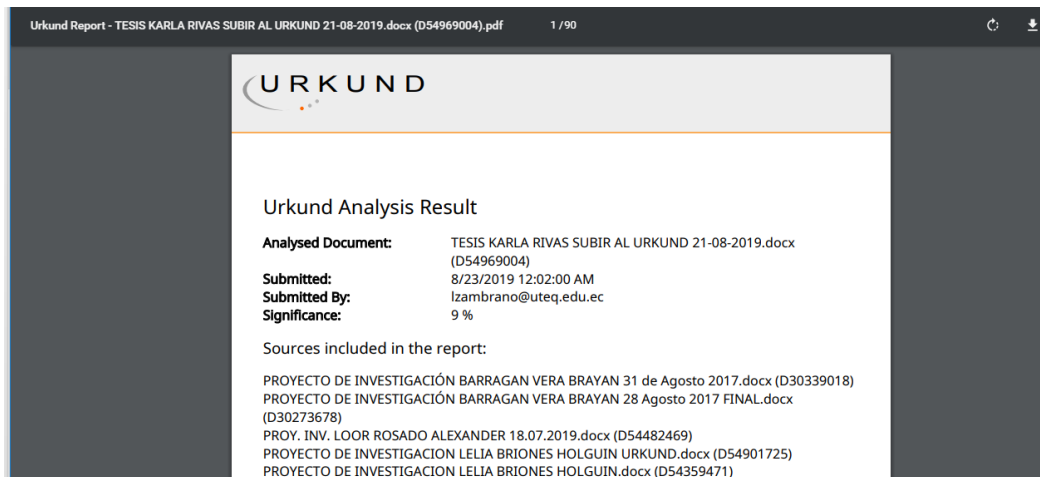 Urkund Report - TESIS KARLA RIVAS SUBIR AL URKUND 21-08-2019.docx (D54969004).pdf 1 / 90
URKUND
Urkund Analysis Result
Analysed Document: TESIS KARLA RIVAS SUBIR AL URKUND 21-08-2019.docx
(D54969004)
Submitted: 8/23/2019 12:02:00 AM
Submitted By: lzambrano@uteq.edu.ec
Significance: 9 %
Sources included in the report:
PROYECTO DE INVESTIGACIÓN BARRAGAN VERA BRAYAN 31 de Agosto 2017.docx (D30339018)
PROYECTO DE INVESTIGACIÓN BARRAGAN VERA BRAYAN 28 Agosto 2017 FINAL.docx
(D30273678)
PROY. INV. LOOR ROSADO ALEXANDER 18.07.2019.docx (D54482469)
PROYECTO DE INVESTIGACION LELIA BRIONES HOLGUIN URKUND.docx (D54901725)
PROYECTO DE INVESTIGACION LELIA BRIONES HOLGUIN.docx (D54359471)